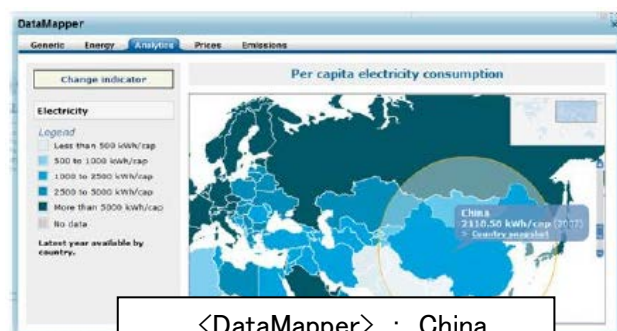 DataMapper
Generic Energy Analytics Prices Emissions
Change indicator
Per capita electricity consumption
Electricity
Legend
Less than 500 kWh/cap
500 to 1000 kWh/cap
1000 to 2500 kWh/cap
2500 to 5000 kWh/cap
More than 5000 kWh/cap
No data
Latest year available by
country.
China
2110.50 kWh/cap (2007)
> Country snapshot
<DataMapper> : China